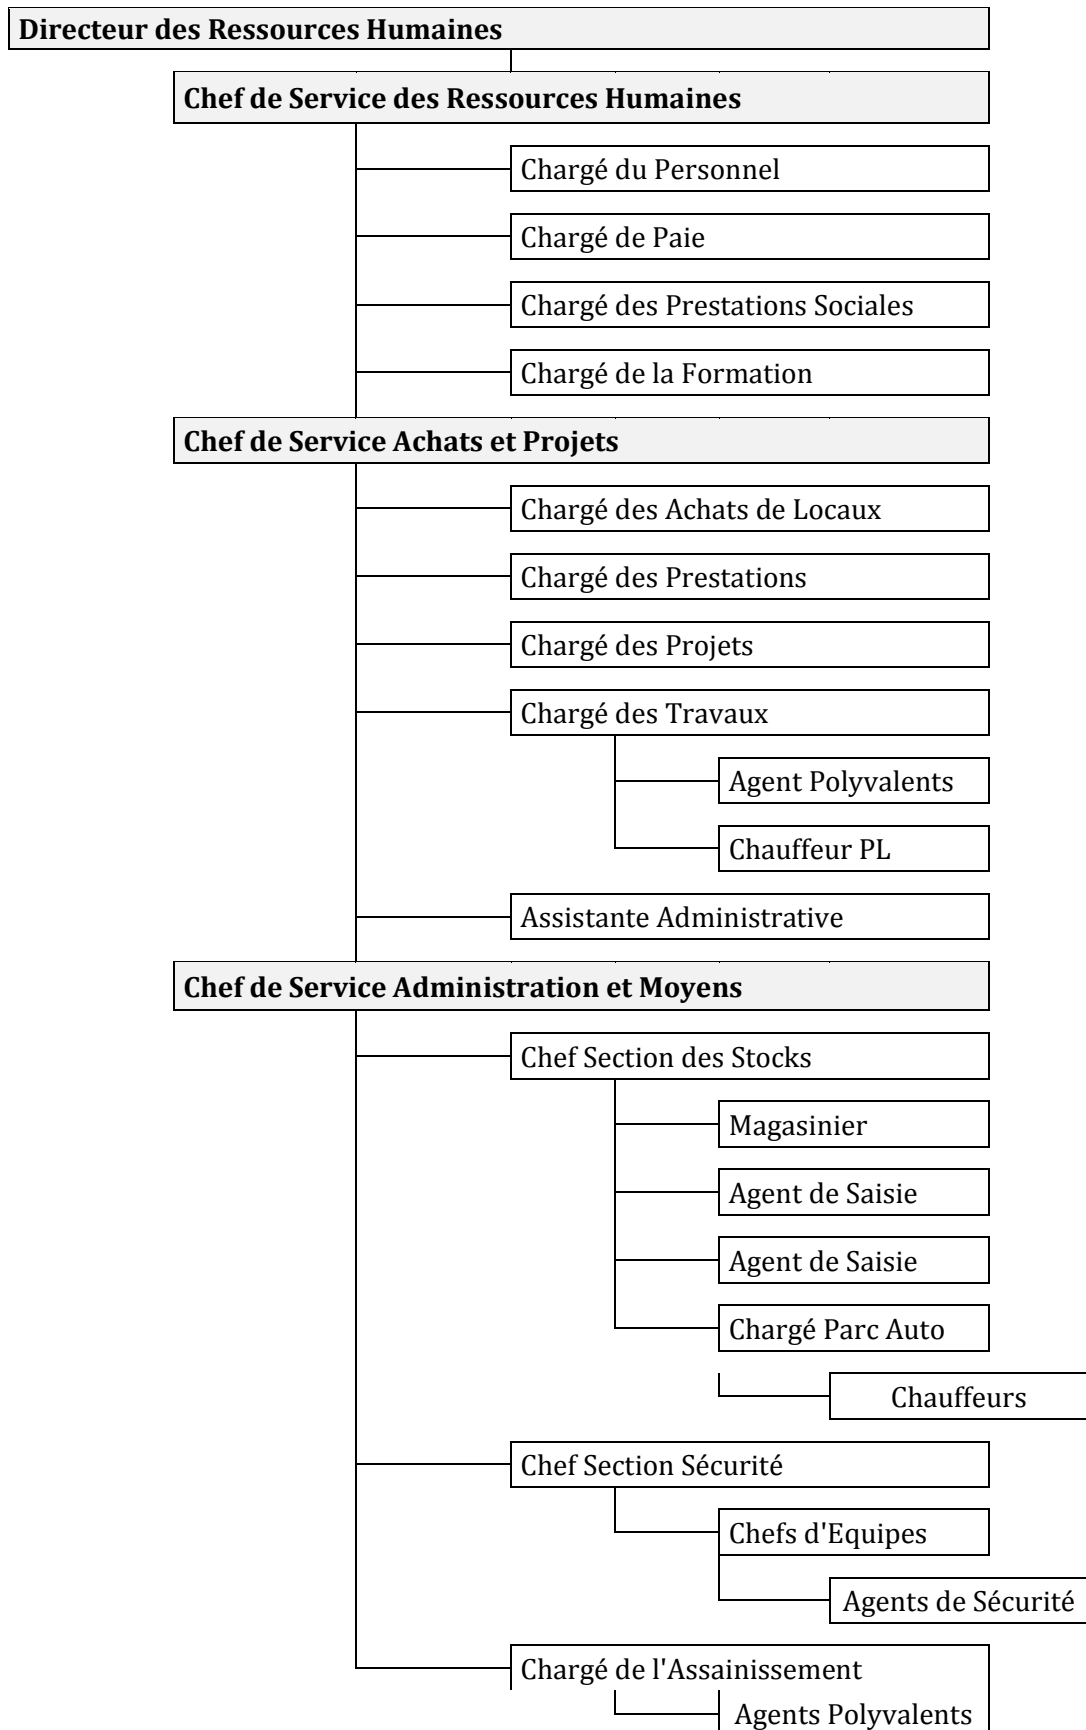 Directeur des Ressources Humaines
Chef de Service des Ressources Humaines
Chargé du Personnel
Chargé de Paie
Chargé des Prestations Sociales
Chargé de la Formation
Chef de Service Achats et Projets
Chargé des Achats de Locaux
Chargé des Prestations
Chargé des Projets
Chargé des Travaux
Agent Polyvalents
Chauffeur PL
Assistante Administrative
Chef de Service Administration et Moyens
Chef Section des Stocks
Magasinier
Agent de Saisie
Agent de Saisie
Chargé Parc Auto
Chauffeurs
Chef Section Sécurité
Chefs d'Equipes
Agents de Sécurité
Chargé de l'Assainissement
Agents Polyvalents